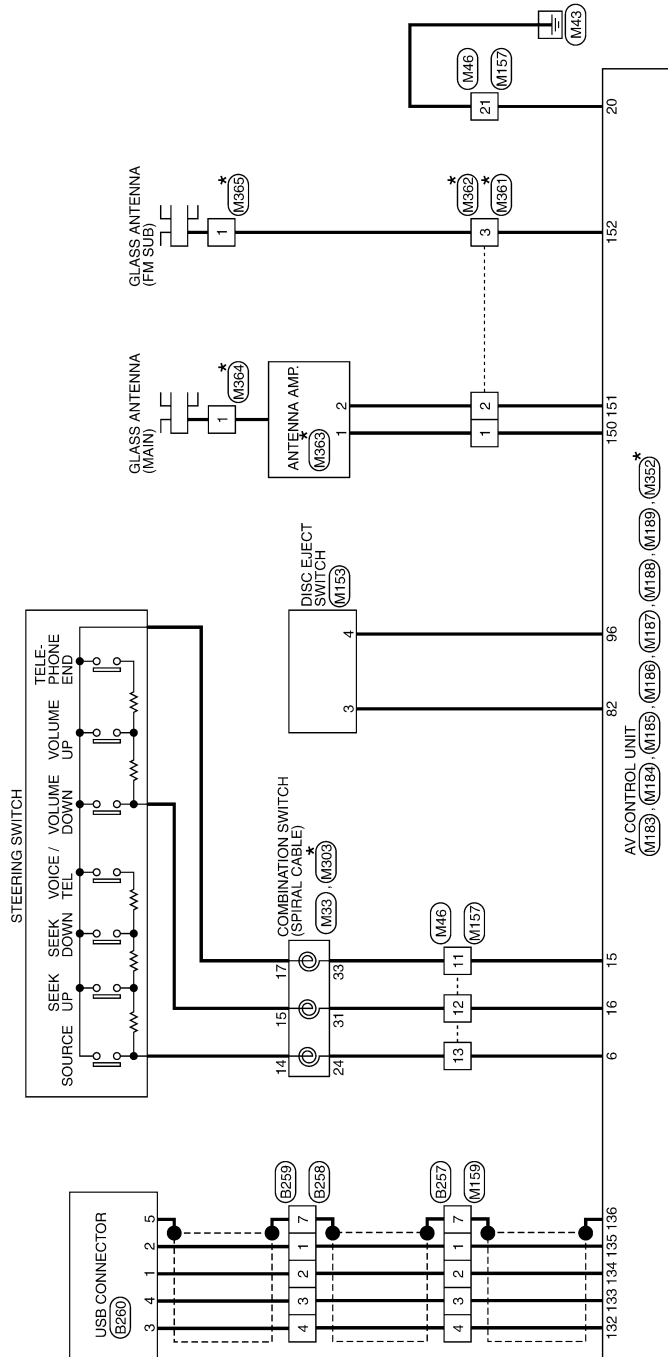 STEERING SWITCH
SOURCE
SEEK
UP
SEEK
DOWN
VOICE /
TEL
VOLUME
DOWN
VOLUME
UP
TELE-
PHONE
END
GLASS ANTENNA
(MAIN)
GLASS ANTENNA
(FM SUB)
1
* M364
1
* M365
USB CONNECTOR
B260
3 4 1 2 5
COMBINATION SWITCH
(SPIRAL CABLE)
M33 , * M303
14 15 17
24 31 33
DISC EJECT
SWITCH
M153
3 4
ANTENNA AMP.
* M363
1 2
M43
4 3 2 1 7
B259
B258
4 3 2 1 7
B257
M159
13 12 11
M46
M157
1 2 3
* M362
* M361
21
M46
M157
132 133 134 135 136 6 16 15 82 96 150 151 152 20
AV CONTROL UNIT
M183 , M184 , M185 , M186 , M187 , M188 , M189 , M352 *